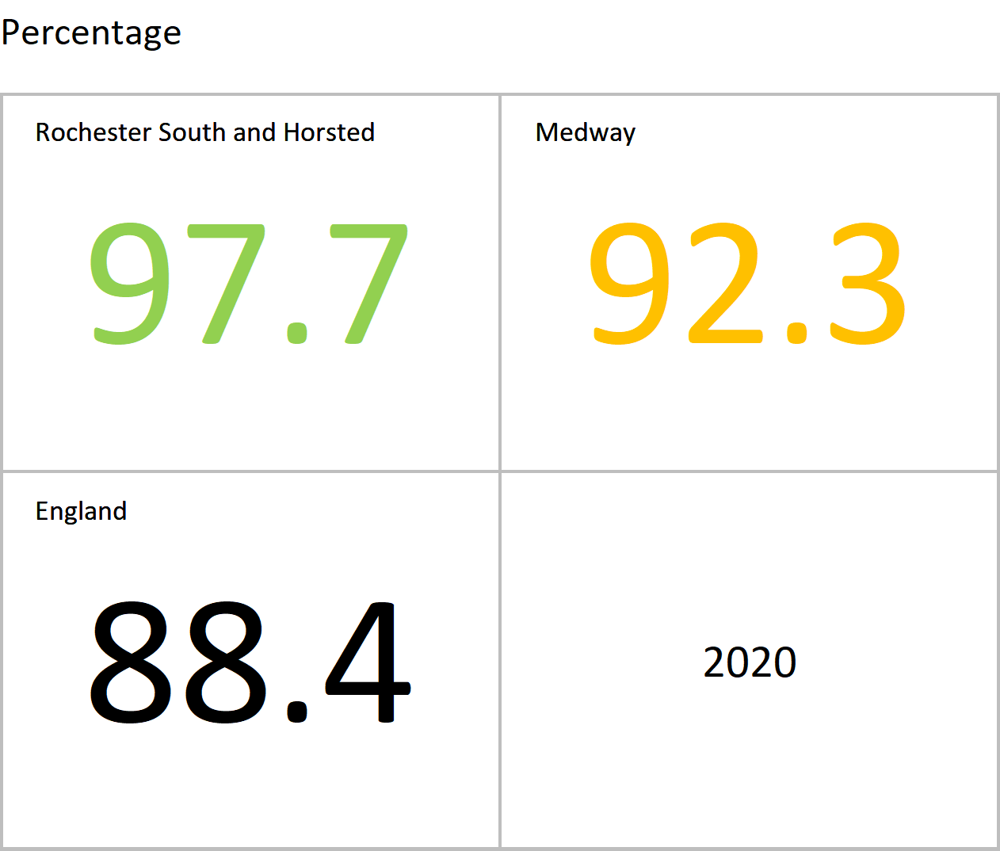 Percentage
Rochester South and Horsted
97.7
Medway
92.3
England
88.4
2020